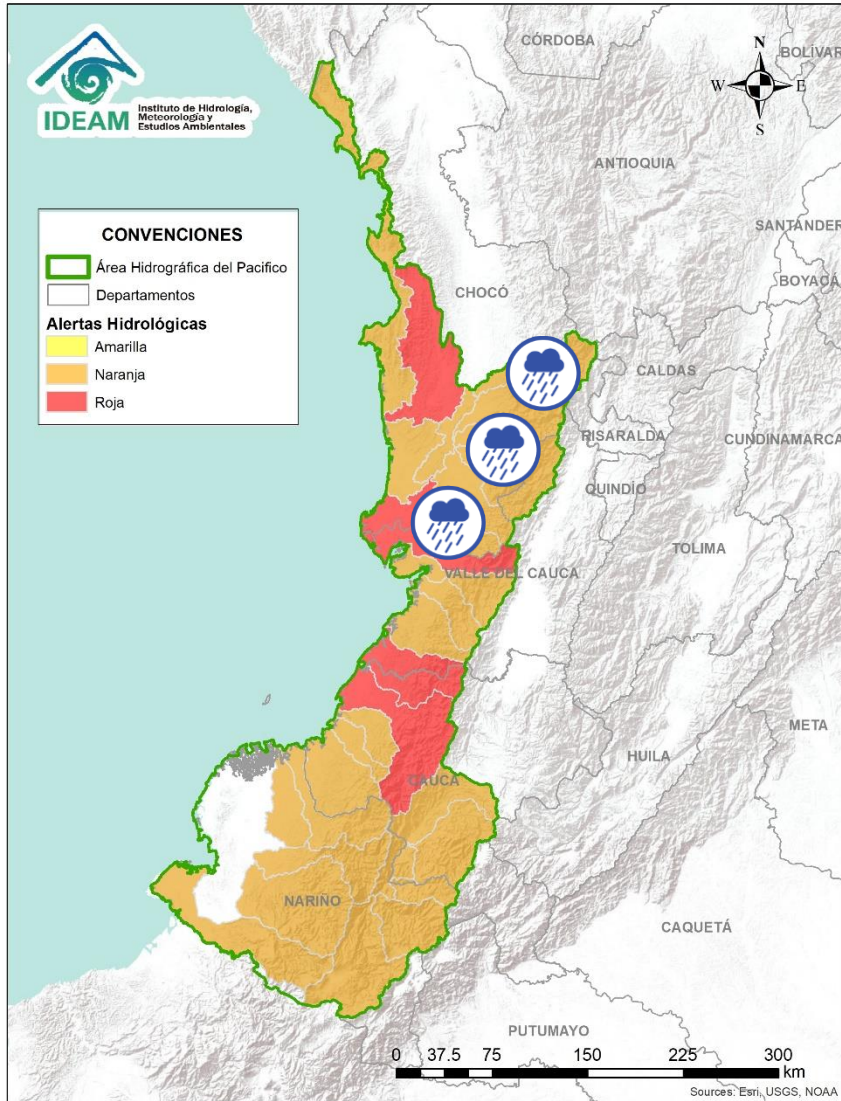 IDEAM
Instituto de Hidrología,
Meteorología y
Estudios Ambientales
N
W
E
S
CÓRDOBA
BOLÍVAR
ANTIOQUIA
SANTANDER
BOYACÁ
CONVENCIONES
Área Hidrográfica del Pacifico
Departamentos
Alertas Hidrológicas
Amarilla
Naranja
Roja
CHOCÓ
CALDAS
RISARALDA
CUNDINAMARCA
QUINDÍO
TOLIMA
VALLE DEL CAUCA
META
HUILA
CAUCA
NARIÑO
CAQUETÁ
PUTUMAYO
0 37.5 75 150 225 300
km
Sources: Esri, USGS, NOAA